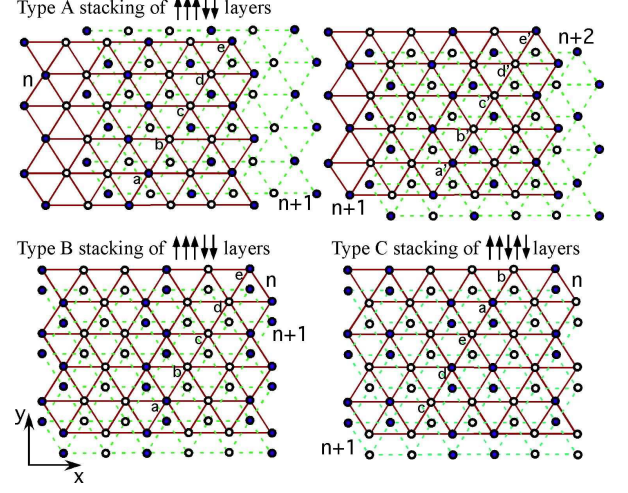 Type A stacking of ↑↑↑↓↓ layers
e
n
d
c
b
a
n+1
e'
n+2
d'
c'
b'
a'
n+1
Type B stacking of ↑↑↑↓↓ layers
e
n
d
n+1
c
b
a
y
x
Type C stacking of ↑↑↓↑↓ layers
b
n
a
e
d
c
n+1